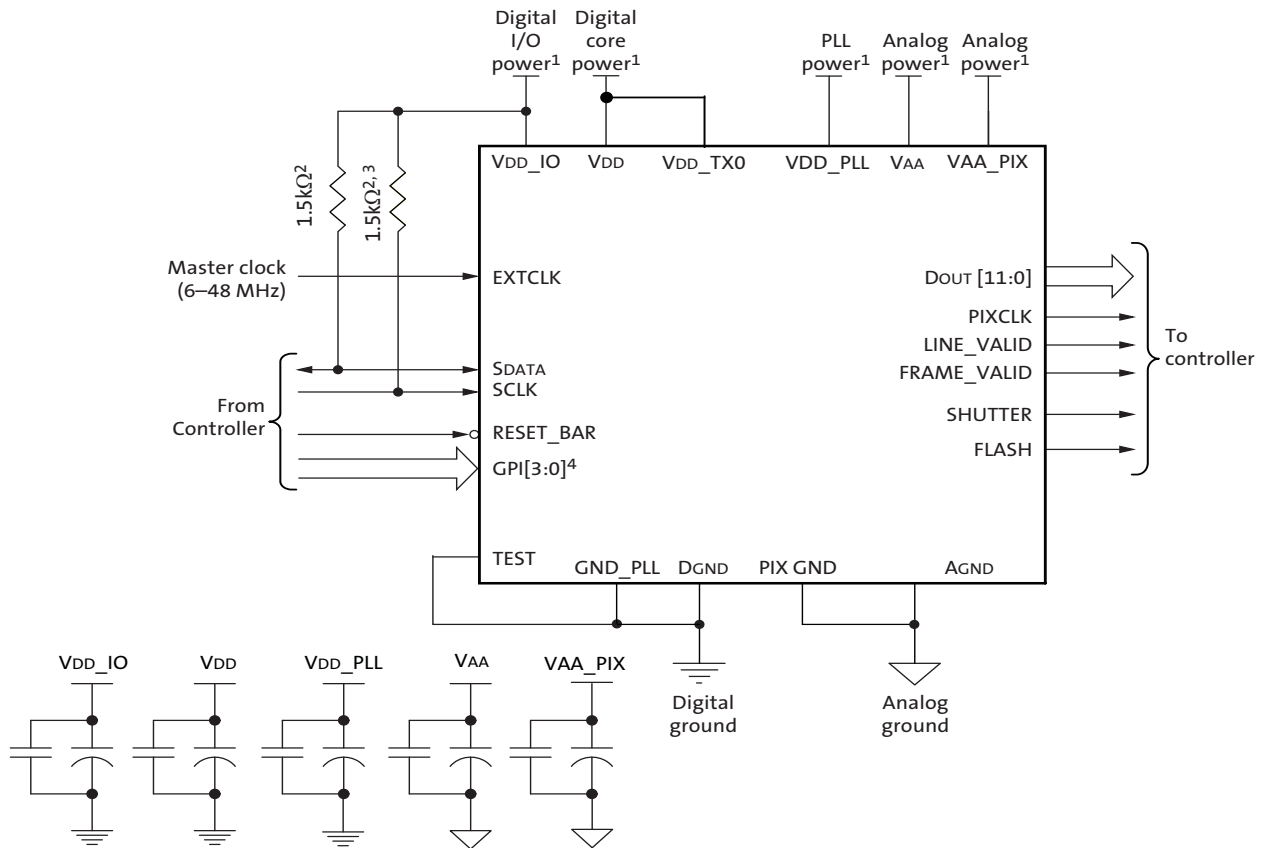 Digital
I/O
power¹
Digital
core
power¹
PLL
power¹
Analog
power¹
Analog
power¹
VDD_IO
VDD
VDD_TX0
VDD_PLL
VAA
VAA_PIX
1.5kΩ²
1.5kΩ²,³
Master clock
(6–48 MHz)
EXTCLK
SDATA
SCLK
RESET_BAR
GPI[3:0]⁴
From
Controller
TEST
DOUT [11:0]
PIXCLK
LINE_VALID
FRAME_VALID
SHUTTER
FLASH
To
controller
GND_PLL
DGND
PIX GND
AGND
Digital
ground
Analog
ground
VDD_IO
VDD
VDD_PLL
VAA
VAA_PIX